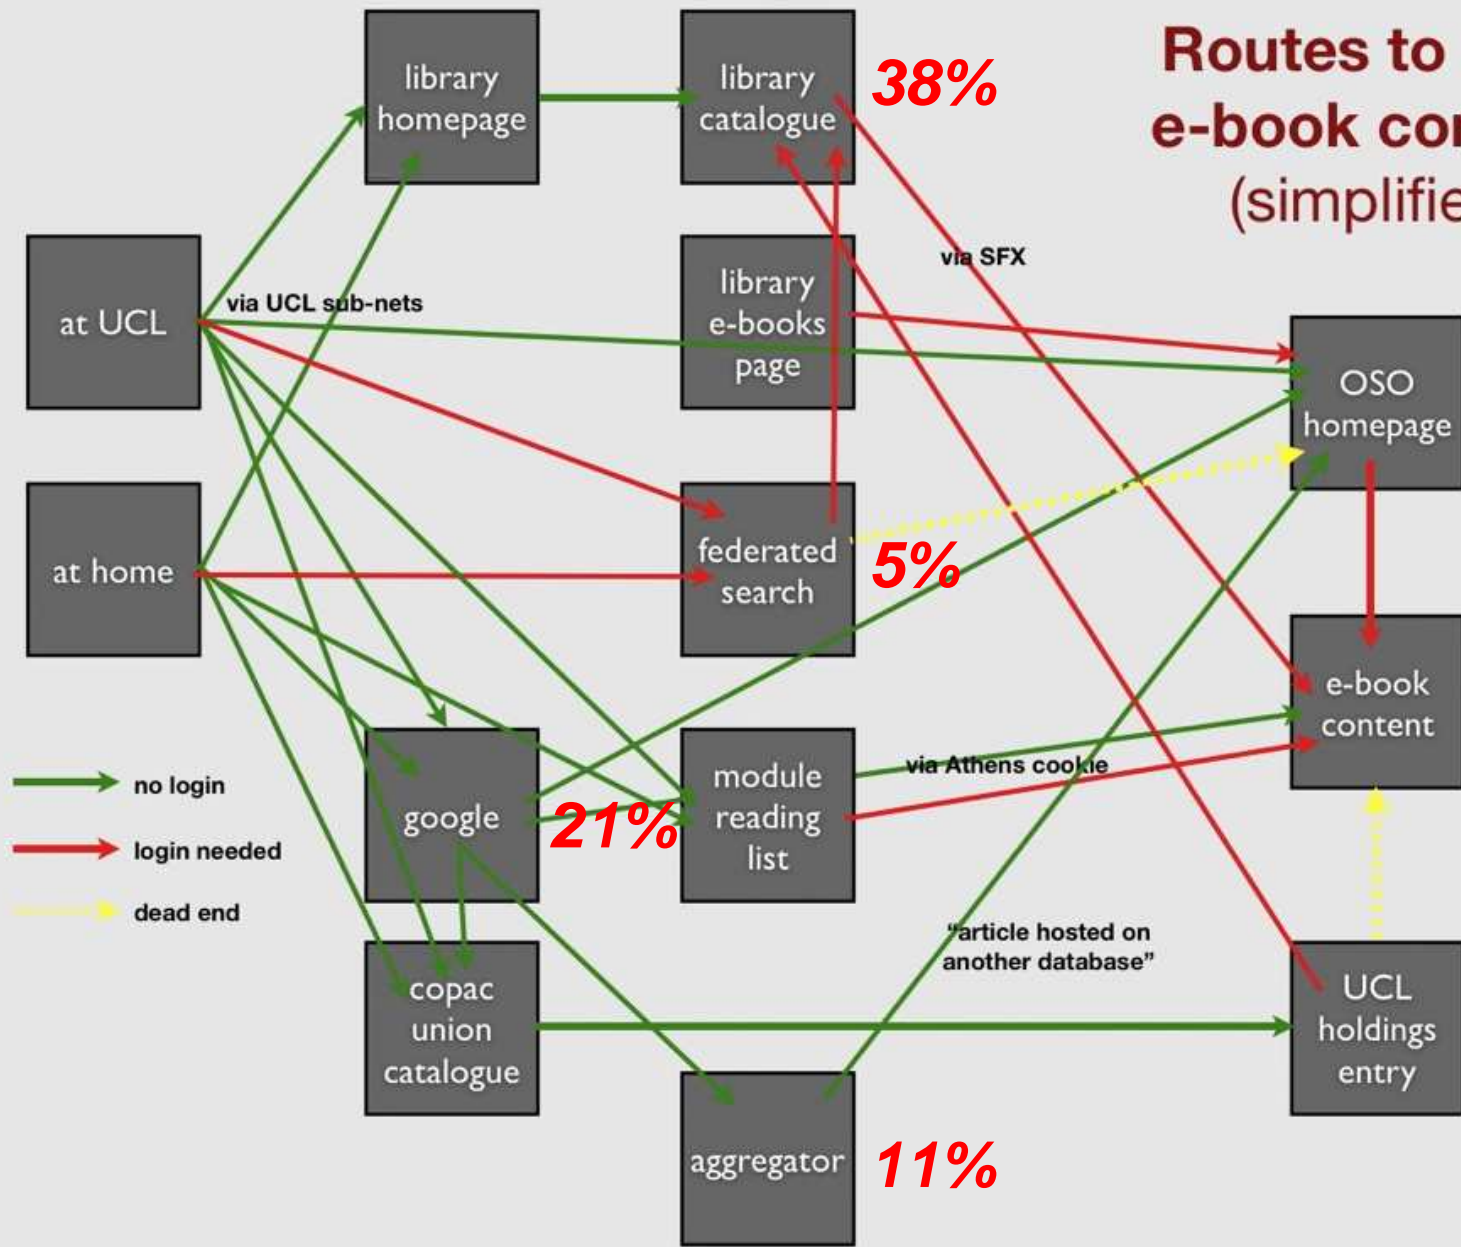 Routes to
e-book
(simplifie
library
homepage
library
catalogue
38%
at UCL
via UCL sub-nets
library
e-books
page
via SFX
OSO
homepage
at home
federated
search
5%
e-book
content
no login
login needed
dead end
google
21%
module
reading
list
via Athens cookie
"article hosted on
another database"
copac
union
catalogue
UCL
holdings
entry
aggregator
11%